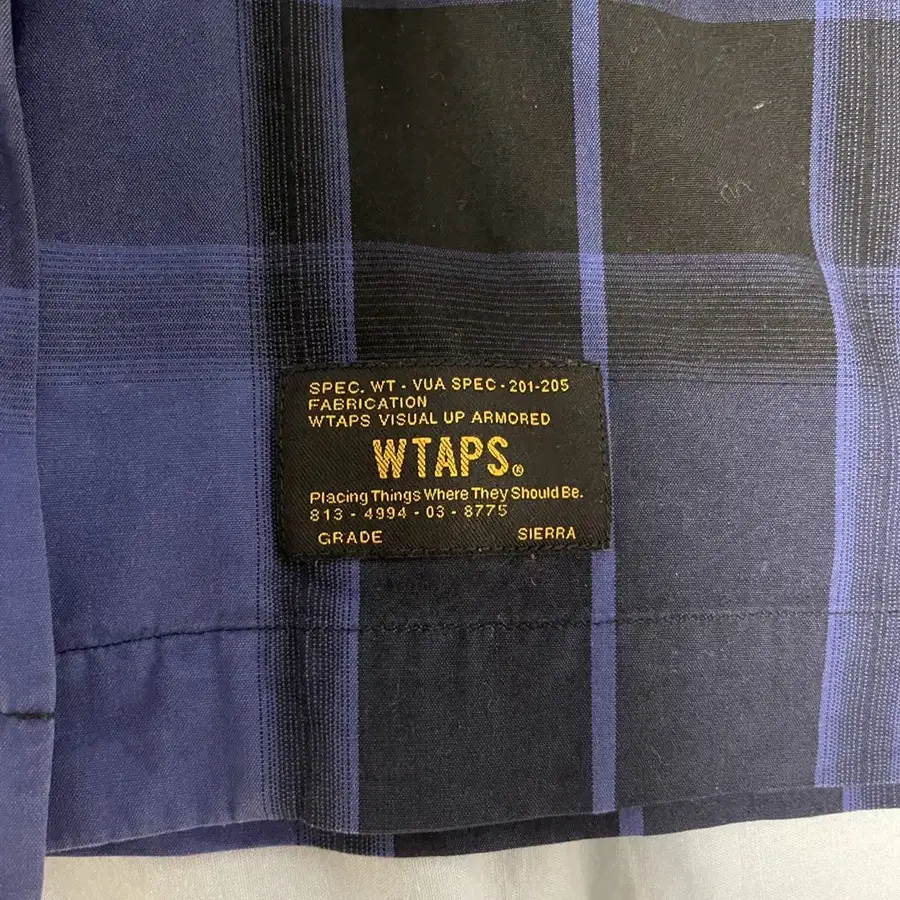 SPEC. WT - VUA SPEC - 201-205
FABRICATION
WTAPS VISUAL UP ARMORED
WTAPS®
Placing Things Where They Should Be.
813 - 4994 - 03 - 8775
GRADE SIERRA